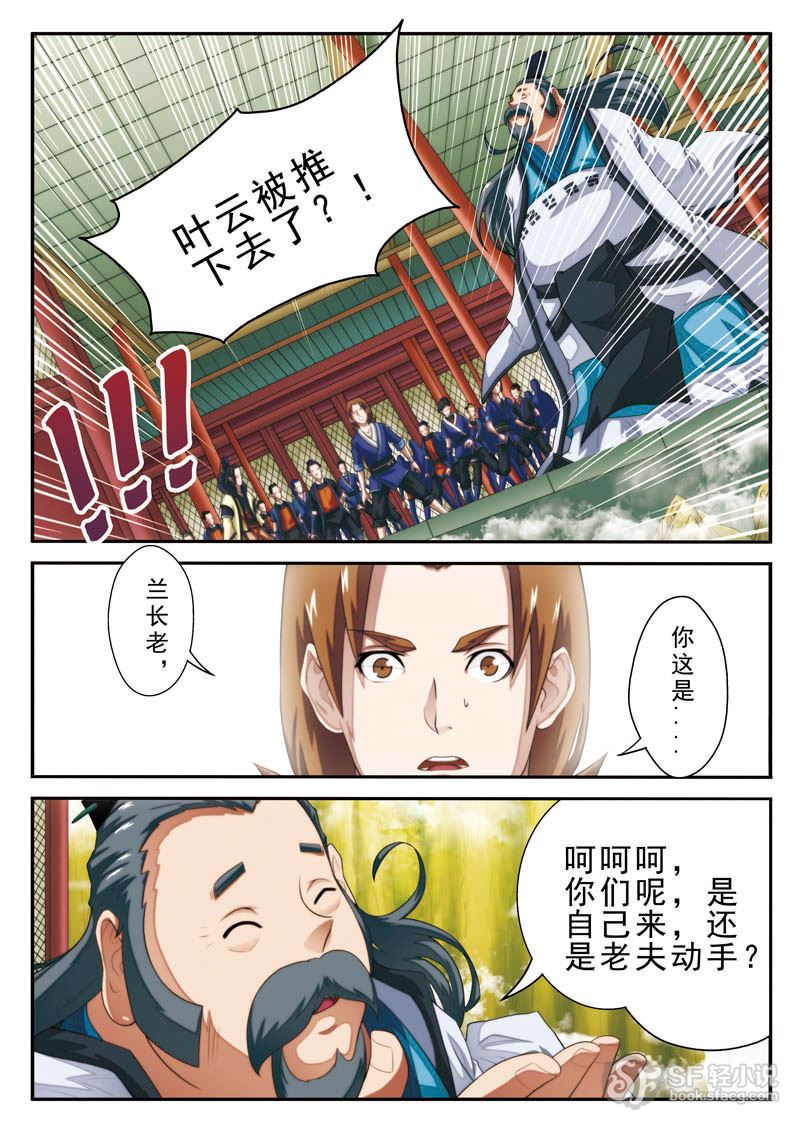 叶云被推
下去了？！
!!!
兰长老，
你这是
....
呵呵呵，
你们呢，是
自己来，还
是老夫动手？
SF轻小说
book.sfacg.com